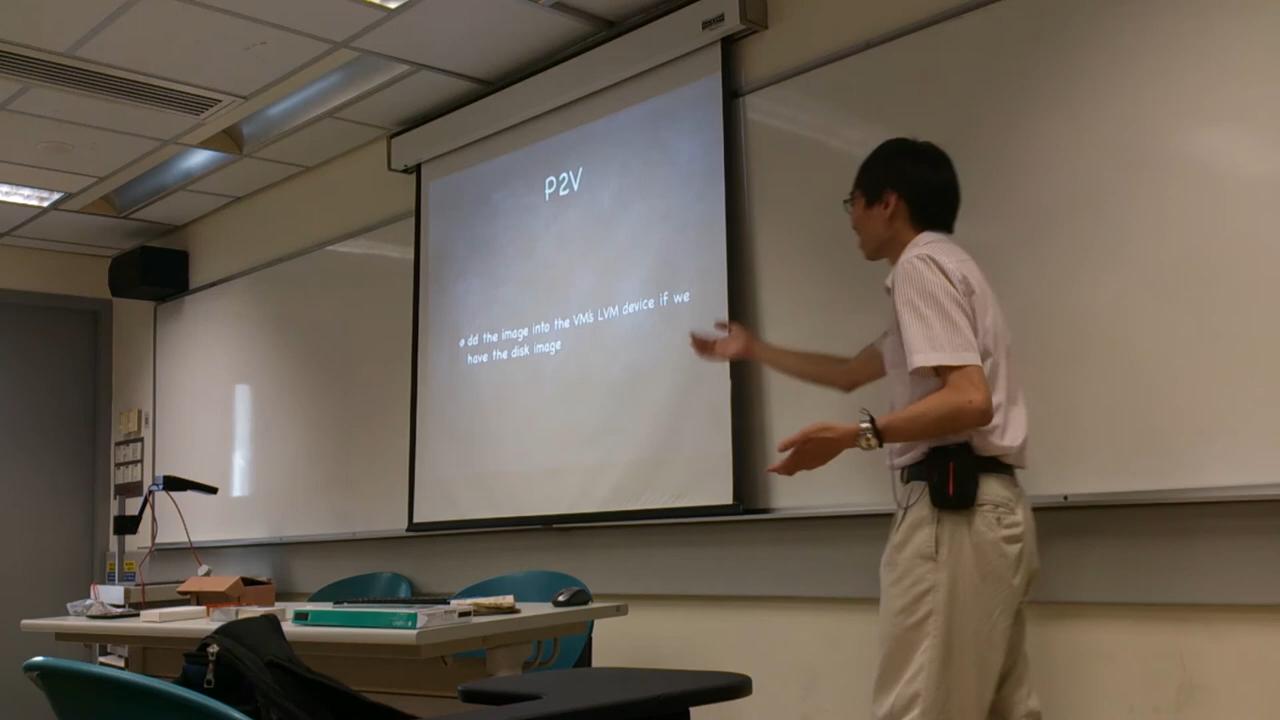 P2V
dd the image into the VM's LVM device if we
have the disk image